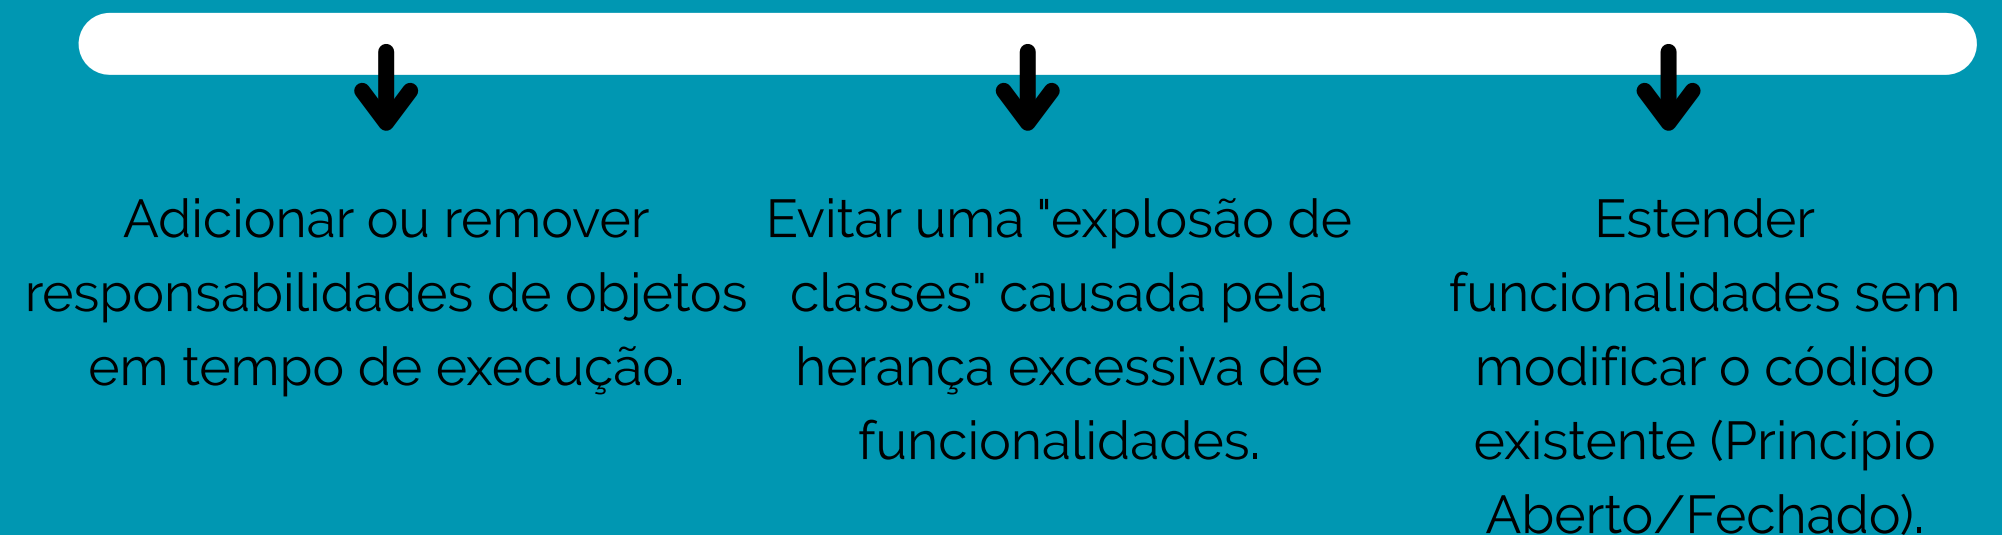 Adicionar ou remover
responsabilidades de objetos
em tempo de execução.
Evitar uma "explosão de
classes" causada pela
herança excessiva de
funcionalidades.
Estender
funcionalidades sem
modificar o código
existente (Princípio
Aberto/Fechado).